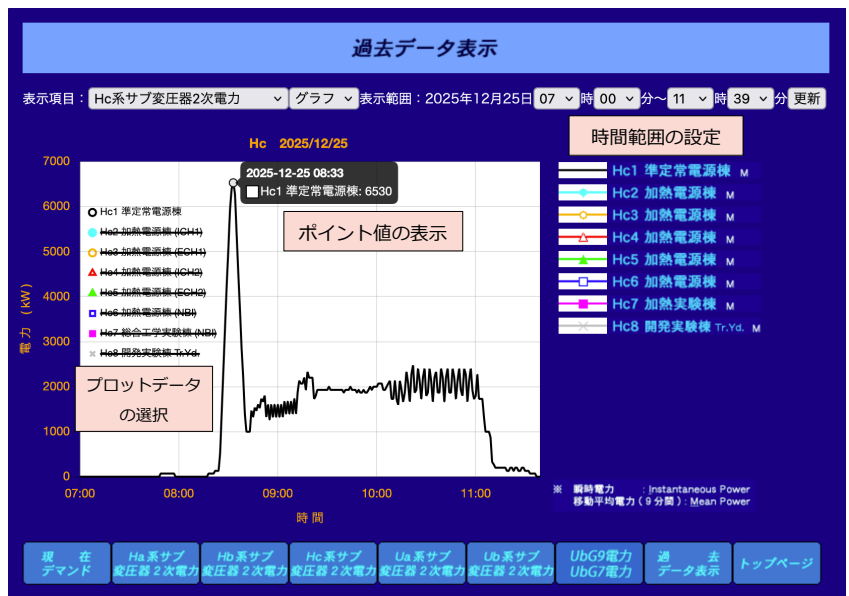 過去データ表示
表示項目： Hc系サブ変圧器2次電力 グラフ 表示範囲：2025年12月25日 07 時 00 分〜 11 時 39 分 更新
時間範囲の設定
Hc 2025/12/25
7000
6000
5000
4000
3000
2000
1000
0
電 力 （kW）
2025-12-25 08:33
Hc1 準定常電源棟: 6530
ポイント値の表示
Hc1 準定常電源棟
Hc2 加熱電源棟 (ICH1)
Hc3 加熱電源棟 (ECH1)
Hc4 加熱電源棟 (ICH2)
Hc5 加熱電源棟 (ECH2)
Hc6 加熱電源棟 (NBI)
Hc7 総合工学実験棟 (NBI)
Hc8 開発実験棟 Tr.Yd.
プロットデータ
の選択
07:00 08:00 09:00 10:00 11:00
時 間
Hc1 準定常電源棟 M
Hc2 加熱電源棟 M
Hc3 加熱電源棟 M
Hc4 加熱電源棟 M
Hc5 加熱電源棟 M
Hc6 加熱電源棟 M
Hc7 加熱実験棟 M
Hc8 開発実験棟 Tr.Yd. M
※ 瞬時電力 : Instantaneous Power
移動平均電力（９分間）: Mean Power
現 在
デマンド
Ha 系サブ
変圧器２次電力
Hb 系サブ
変圧器２次電力
Hc 系サブ
変圧器２次電力
Ua 系サブ
変圧器２次電力
Ub 系サブ
変圧器２次電力
UbG9電力
UbG7電力
過 去
データ表示
トップページ